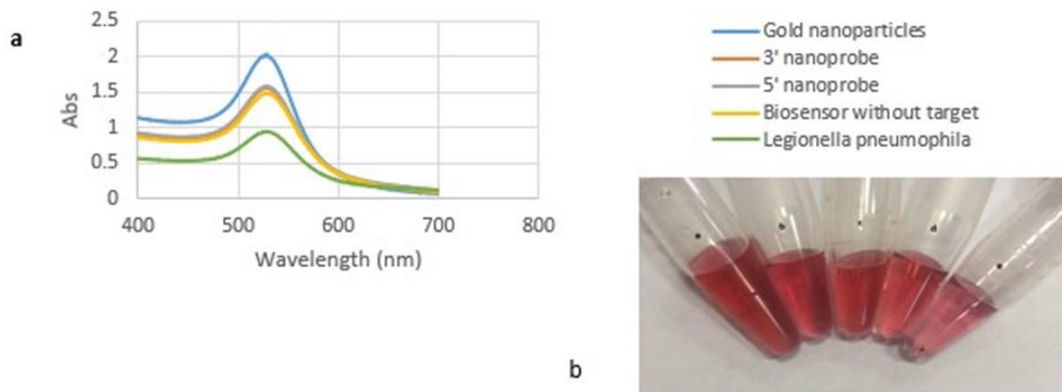 a
2.5
2
1.5
1
0.5
0
Abs
400 500 600 700 800
Wavelength (nm)
Gold nanoparticles
3' nanoprobe
5' nanoprobe
Biosensor without target
Legionella pneumophila
b
d
b